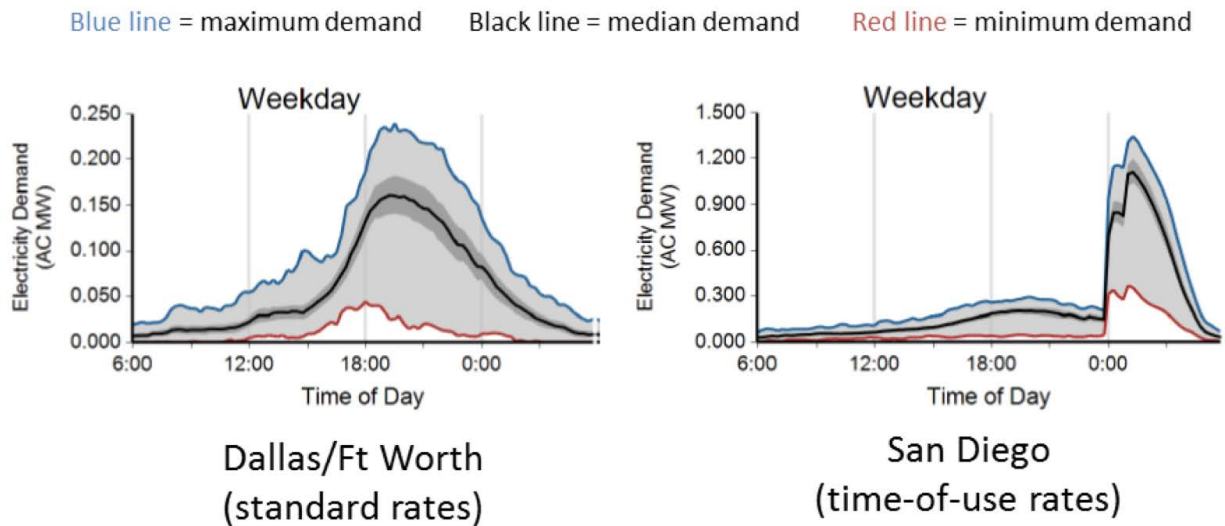 Blue line = maximum demand Black line = median demand Red line = minimum demand
Weekday
0.250
0.200
0.150
0.100
0.050
0.000
Electricity Demand
(AC MW)
6:00 12:00 18:00 0:00
Time of Day
Dallas/Ft Worth
(standard rates)
Weekday
1.500
1.200
0.900
0.600
0.300
0.000
Electricity Demand
(AC MW)
6:00 12:00 18:00 0:00
Time of Day
San Diego
(time-of-use rates)